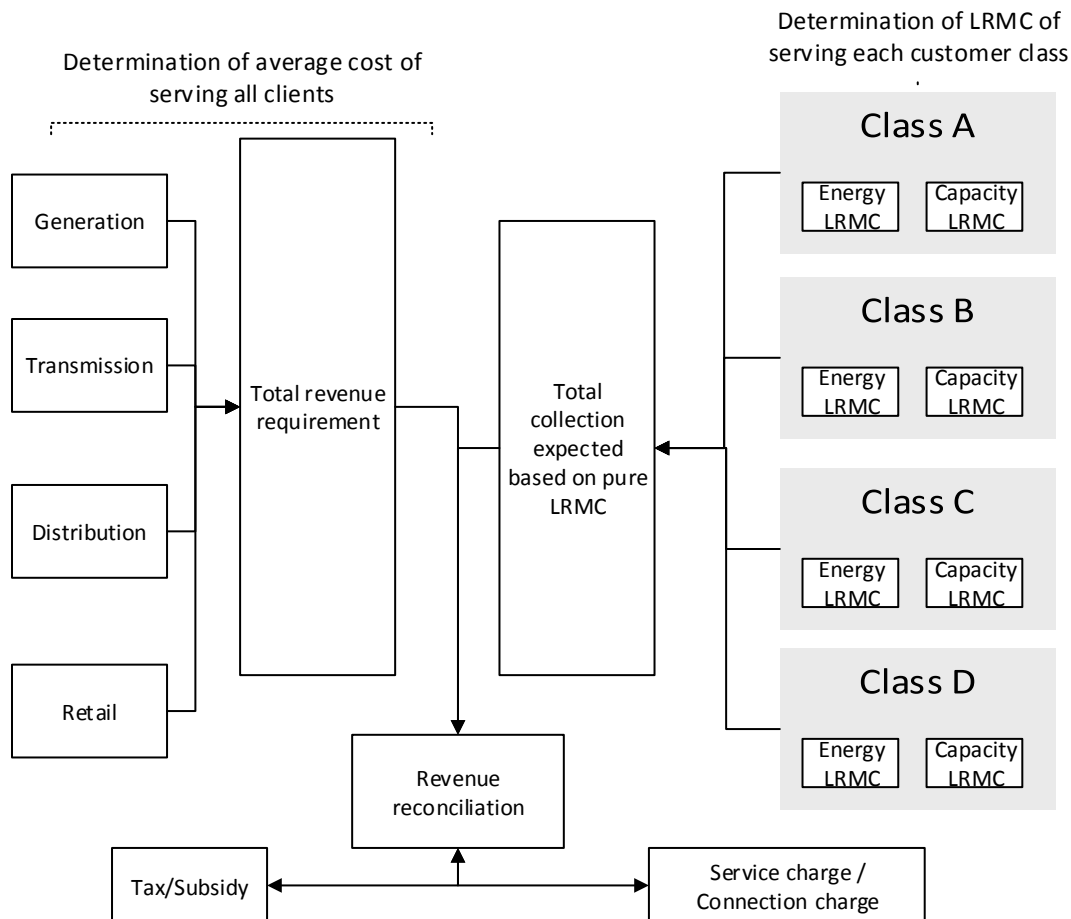 Determination of average cost of
serving all clients
Determination of LRMC of
serving each customer class
Generation
Transmission
Distribution
Retail
Total revenue
requirement
Total
collection
expected
based on pure
LRMC
Class A
Energy
LRMC
Capacity
LRMC
Class B
Energy
LRMC
Capacity
LRMC
Class C
Energy
LRMC
Capacity
LRMC
Class D
Energy
LRMC
Capacity
LRMC
Revenue
reconciliation
Tax/Subsidy
Service charge /
Connection charge